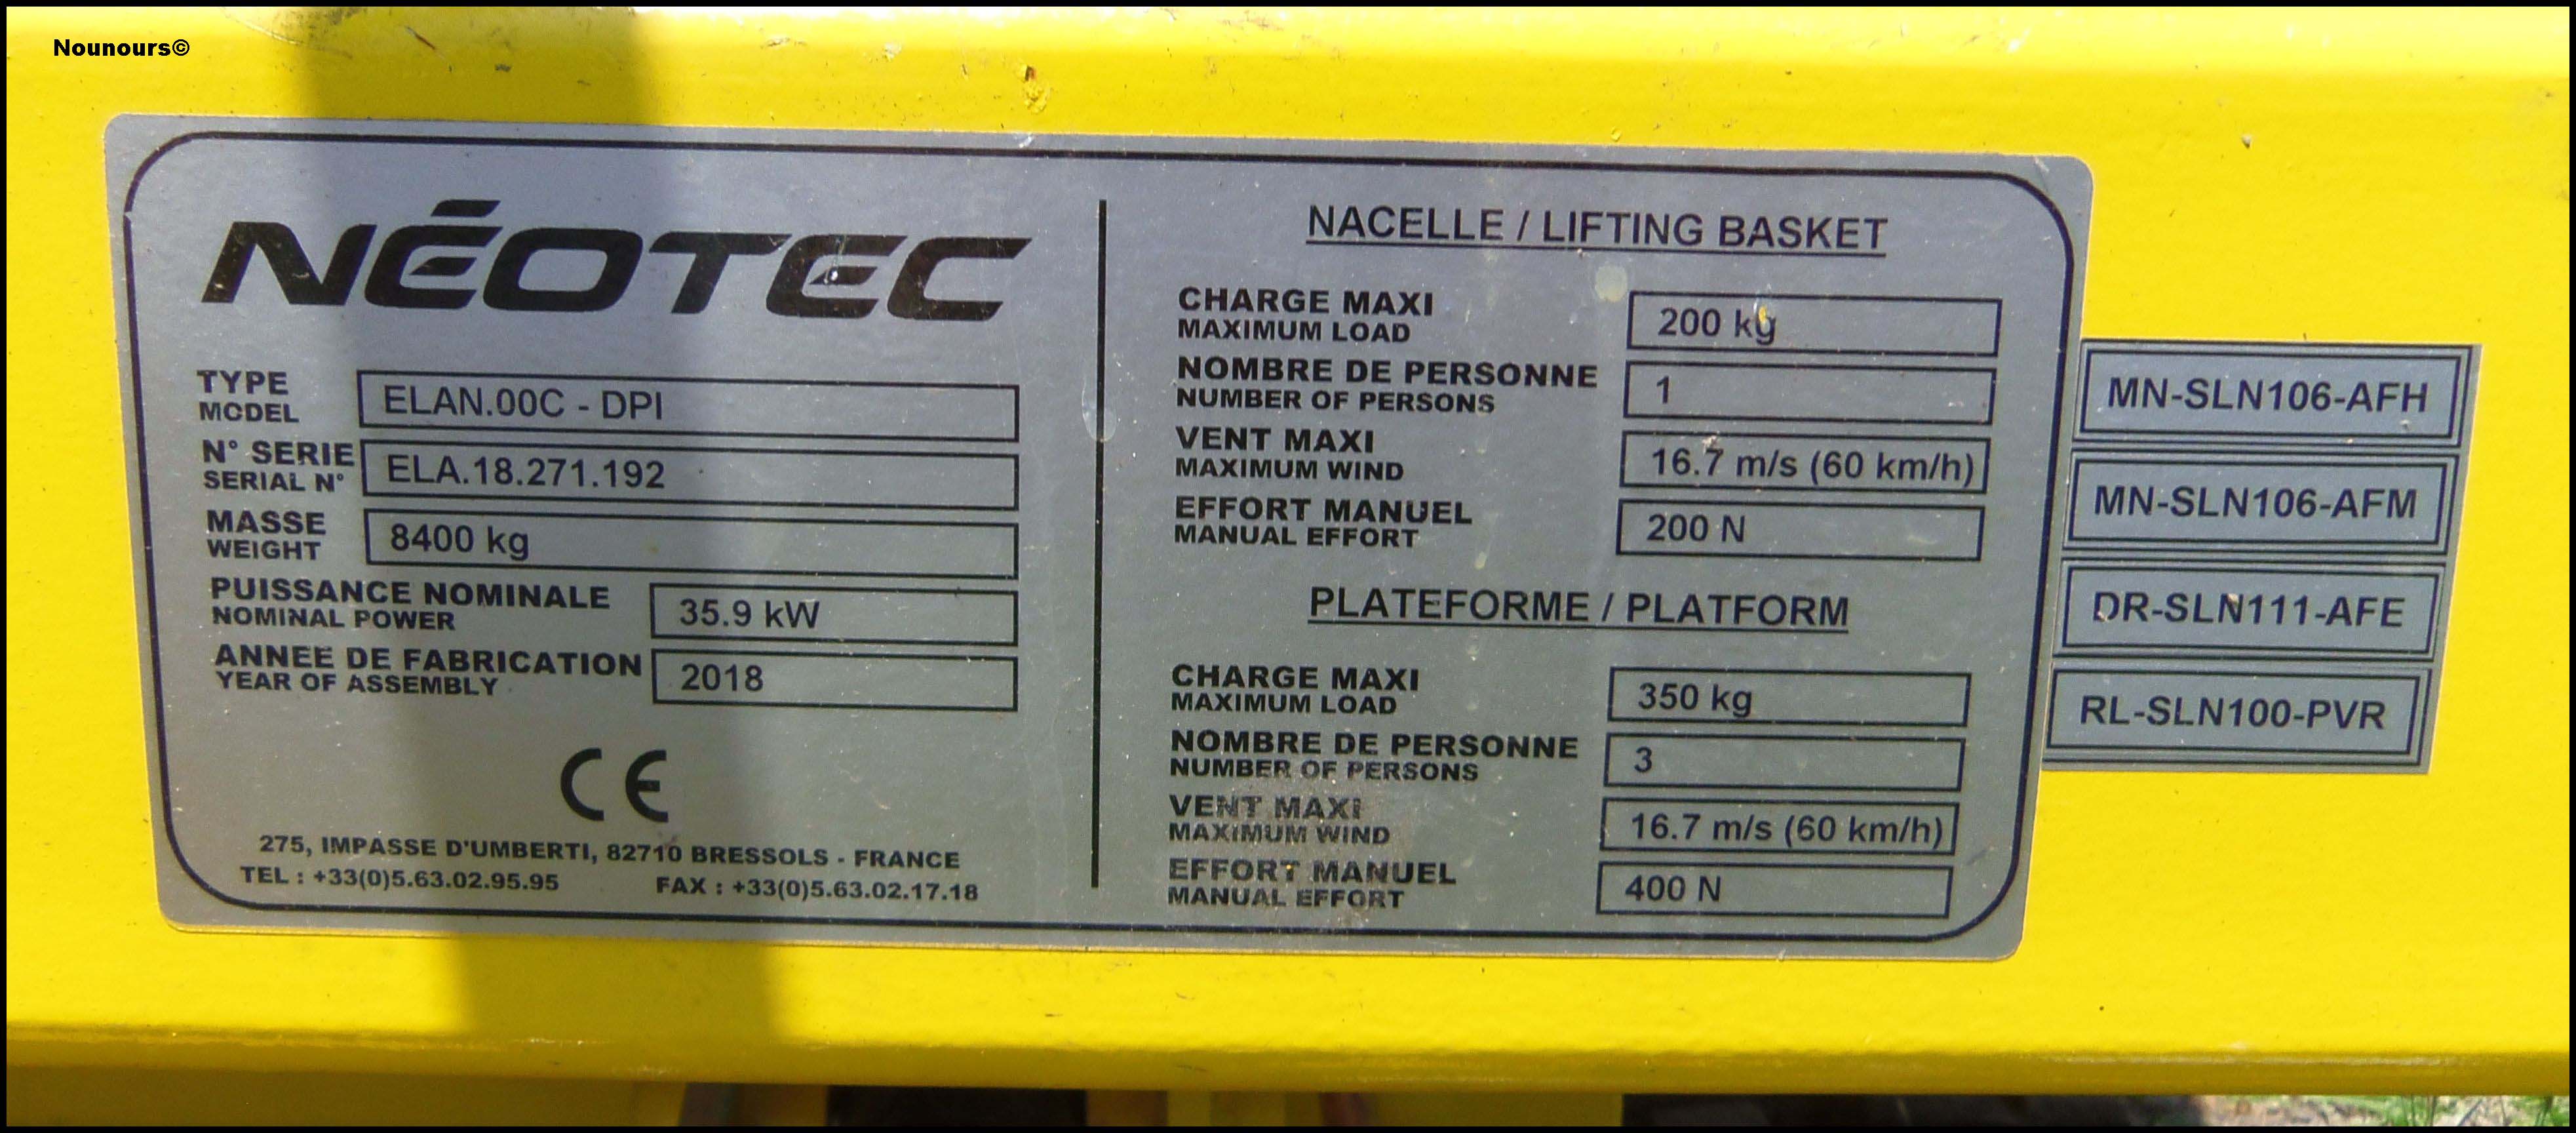 Nounours©
NÉOTEC
TYPE
MODEL
ELAN.00C - DPI
N° SERIE
SERIAL N°
ELA.18.271.192
MASSE
WEIGHT
8400 kg
PUISSANCE NOMINALE
NOMINAL POWER
35.9 kW
ANNEE DE FABRICATION
YEAR OF ASSEMBLY
2018
CE
275, IMPASSE D'UMBERTI, 82710 BRESSOLS - FRANCE
TEL : +33(0)5.63.02.95.95 FAX : +33(0)5.63.02.17.18
NACELLE / LIFTING BASKET
CHARGE MAXI
MAXIMUM LOAD
200 kg
NOMBRE DE PERSONNE
NUMBER OF PERSONS
1
VENT MAXI
MAXIMUM WIND
16.7 m/s (60 km/h)
EFFORT MANUEL
MANUAL EFFORT
200 N
PLATEFORME / PLATFORM
CHARGE MAXI
MAXIMUM LOAD
350 kg
NOMBRE DE PERSONNE
NUMBER OF PERSONS
3
VENT MAXI
MAXIMUM WIND
16.7 m/s (60 km/h)
EFFORT MANUEL
MANUAL EFFORT
400 N
MN-SLN106-AFH
MN-SLN106-AFM
DR-SLN111-AFE
RL-SLN100-PVR